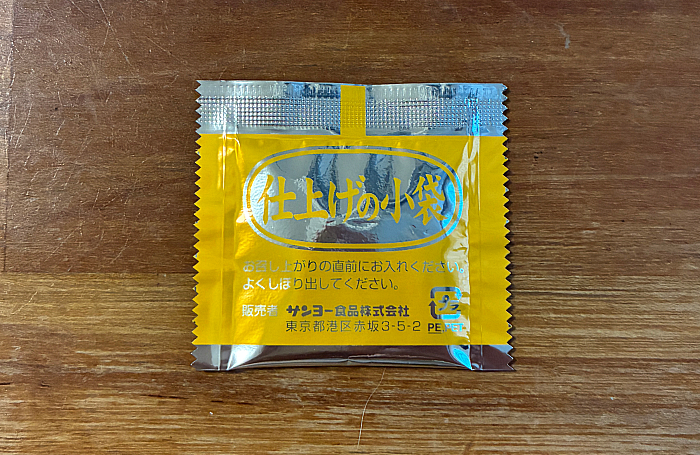 仕上げの小袋
お召し上がりの直前にお入れください。
よくしぼり出してください。
販売者 サンヨー食品株式会社
東京都港区赤坂3-5-2
プラ
PE,PET